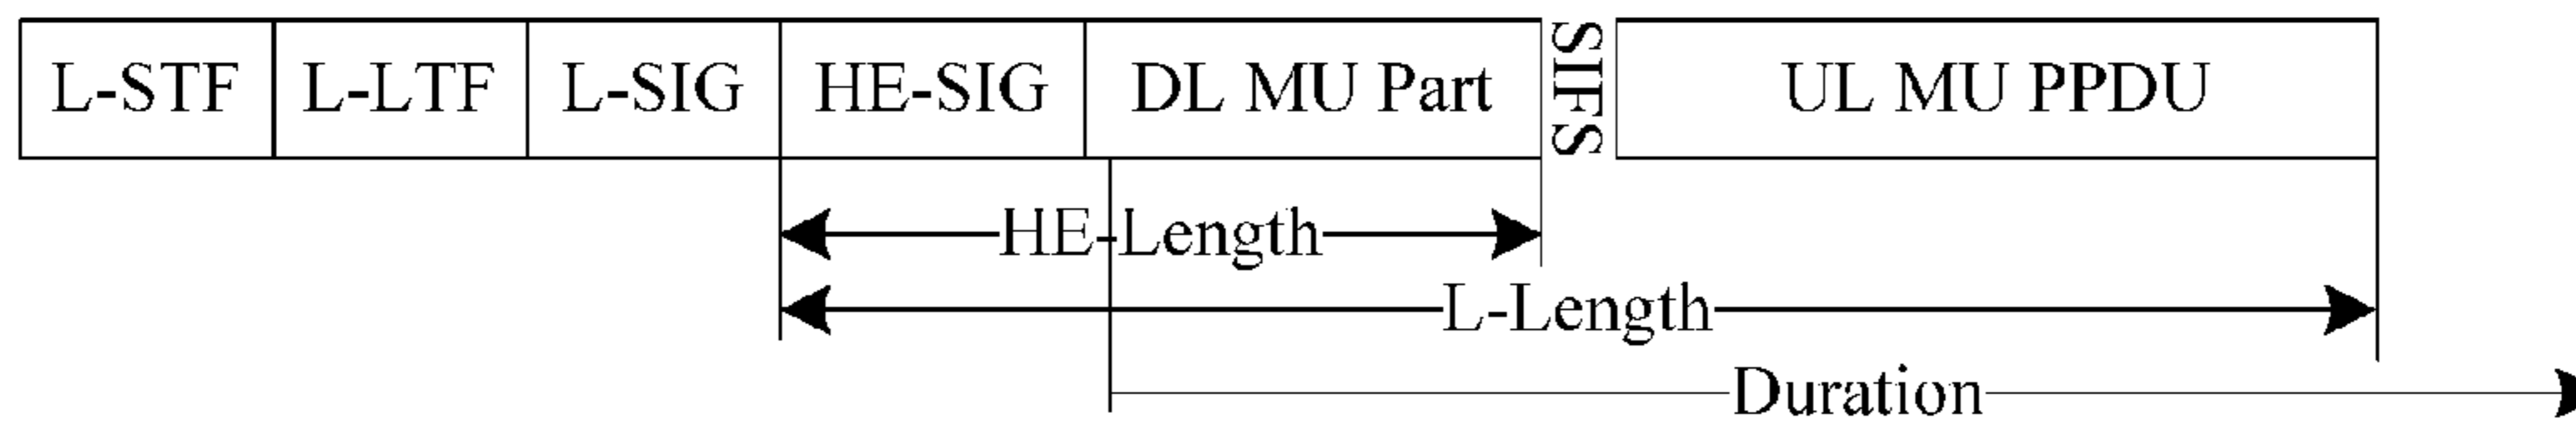 L-STF L-LTF L-SIG HE-SIG DL MU Part SIFS UL MU PPDU
HE-Length
L-Length
Duration